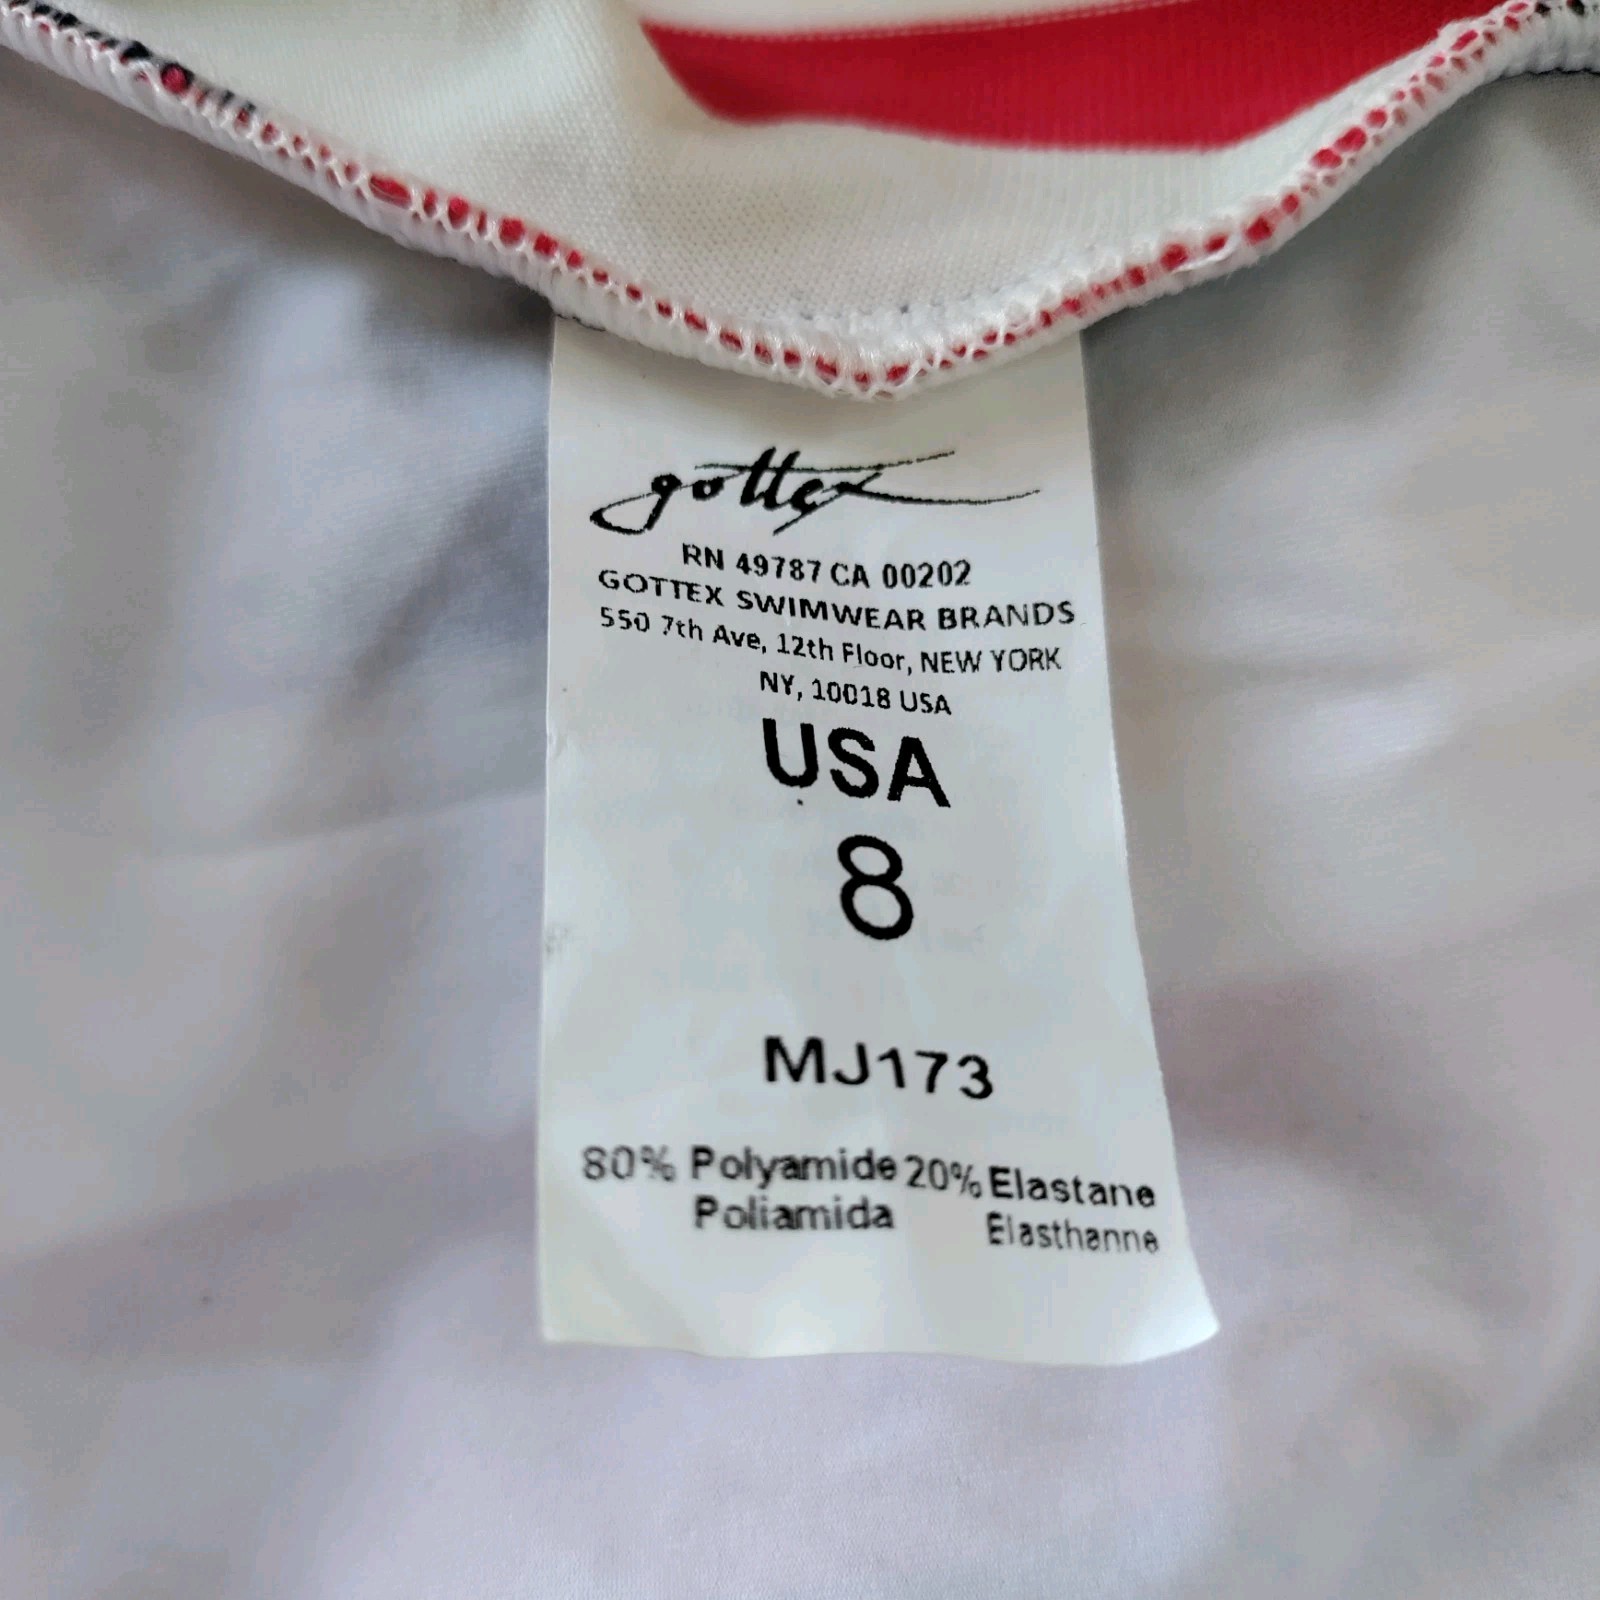 gottex
RN 49787 CA 00202
GOTTEX SWIMWEAR BRANDS
550 7th Ave, 12th Floor, NEW YORK
NY, 10018 USA
USA
8
MJ173
80% Polyamide 20% Elastane
Poliamida Elasthanne